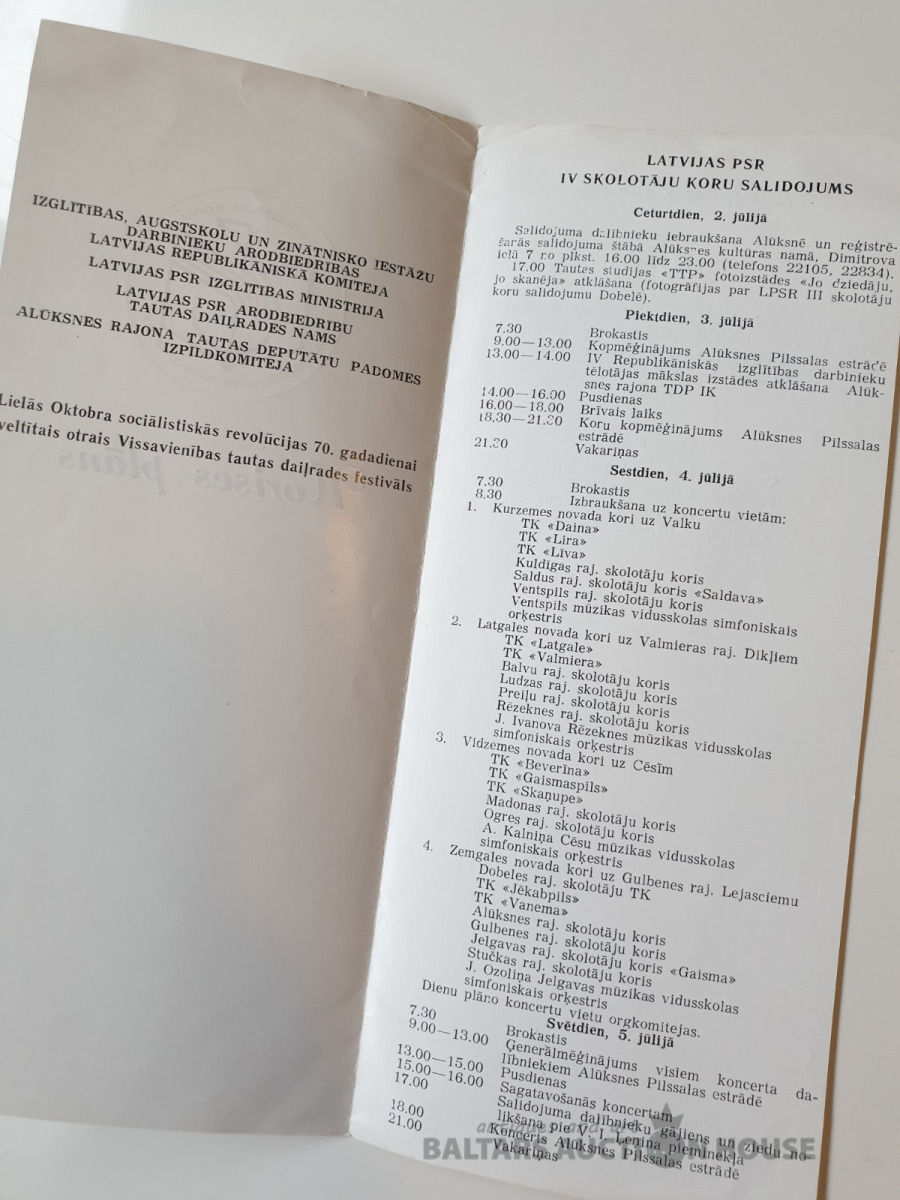 IZGLĪTĪBAS, AUGSTSKOLU UN ZINĀTNISKO IESTĀŽU
DARBINIEKU ARODBIEDRĪBAS
LATVIJAS REPUBLIKĀNISKĀ KOMITEJA
LATVIJAS PSR IZGLĪTĪBAS MINISTRIJA
LATVIJAS PSR ARODBIEDRĪBU
TAUTAS DAIĻRADES NAMS
ALŪKSNES RAJONA TAUTAS DEPUTĀTU PADOMES
IZPILDKOMITEJA
Lielās Oktobra sociālistiskās revolūcijas 70. gadadienai
veltītais otrais Vissavienības tautas daiļrades festivāls
LATVIJAS PSR
IV SKOLOTĀJU KORU SALIDOJUMS
Ceturtdien, 2. jūlijā
Salidojuma dalībnieku iebraukšana Alūksnē un reģistrē-
šarās salidojuma štābā Alūksnes kultūras namā, Dimitrova
ielā 7 no plkst. 16.00 līdz 23.00 (telefons 22105, 22834).
17.00 Tautes studijas «TTP» fotoizstādes «Jo dziedāju,
jo skanēja» atklāšana (fotogrāfijas par LPSR III skolotāju
koru salidojumu Dobelē).
Piektdien, 3. jūlijā
7.30 Brokastis
9.00—13.00 Kopmēģinājums Alūksnes Pilssalas estrādē
13.00—14.00 IV Republikāniskās izglītības darbinieku
tēlotājas mākslas izstādes atklāšana Alūk-
snes rajona TDP IK
14.00—16.00 Pusdienas
16.00—18.00 Brīvais laiks
18.30—21.30 Koru kopmēģinājums Alūksnes Pilssalas
estrādē
21.30 Vakariņas
Sestdien, 4. jūlijā
7.30 Brokastis
8.30 Izbraukšana uz koncertu vietām:
1. Kurzemes novada kori uz Valku
TK «Daina»
TK «Lira»
TK «Līva»
Kuldīgas raj. skolotāju koris
Saldus raj. skolotāju koris «Saldava»
Ventspils raj. skolotāju koris
Ventspils mūzikas vidusskolas simfoniskais
orķestris
2. Latgales novada kori uz Valmieras raj. Dikļiem
TK «Latgale»
TK «Valmiera»
Balvu raj. skolotāju koris
Ludzas raj. skolotāju koris
Preiļu raj. skolotāju koris
Rēzeknes raj. skolotāju koris
J. Ivanova Rēzeknes mūzikas vidusskolas
simfoniskais orķestris
3. Vidzemes novada kori uz Cēsīm
TK «Beverīna»
TK «Gaismaspils»
TK «Skaņupe»
Madonas raj. skolotāju koris
Ogres raj. skolotāju koris
A. Kalniņa Cēsu mūzikas vidusskolas
simfoniskais orķestris
4. Zemgales novada kori uz Gulbenes raj. Lejasciemu
Dobeles raj. skolotāju TK
TK «Jēkabpils»
TK «Vanema»
Alūksnes raj. skolotāju koris
Gulbenes raj. skolotāju koris
Jelgavas raj. skolotāju koris «Gaisma»
Stučkas raj. skolotāju koris
J. Ozoliņa Jelgavas mūzikas vidusskolas
simfoniskais orķestris
Dienu plāno koncertu vietu orgkomitejas.
Svētdien, 5. jūlijā
7.30 Brokastis
9.00—13.00 Ģenerālmēģinājums visiem koncerta da-
lībniekiem Alūksnes Pilssalas estrādē
13.00—15.00 Pusdienas
15.00—16.00 Sagatavošanās koncertam
17.00 Salidojuma dalībnieku gājiens un ziedu no-
likšana pie V. I. Ļeņina pieminekļa
18.00 Koncerts Alūksnes Pilssalas estrādē
21.00 Vakariņas
BALTARS AUCTION HOUSE